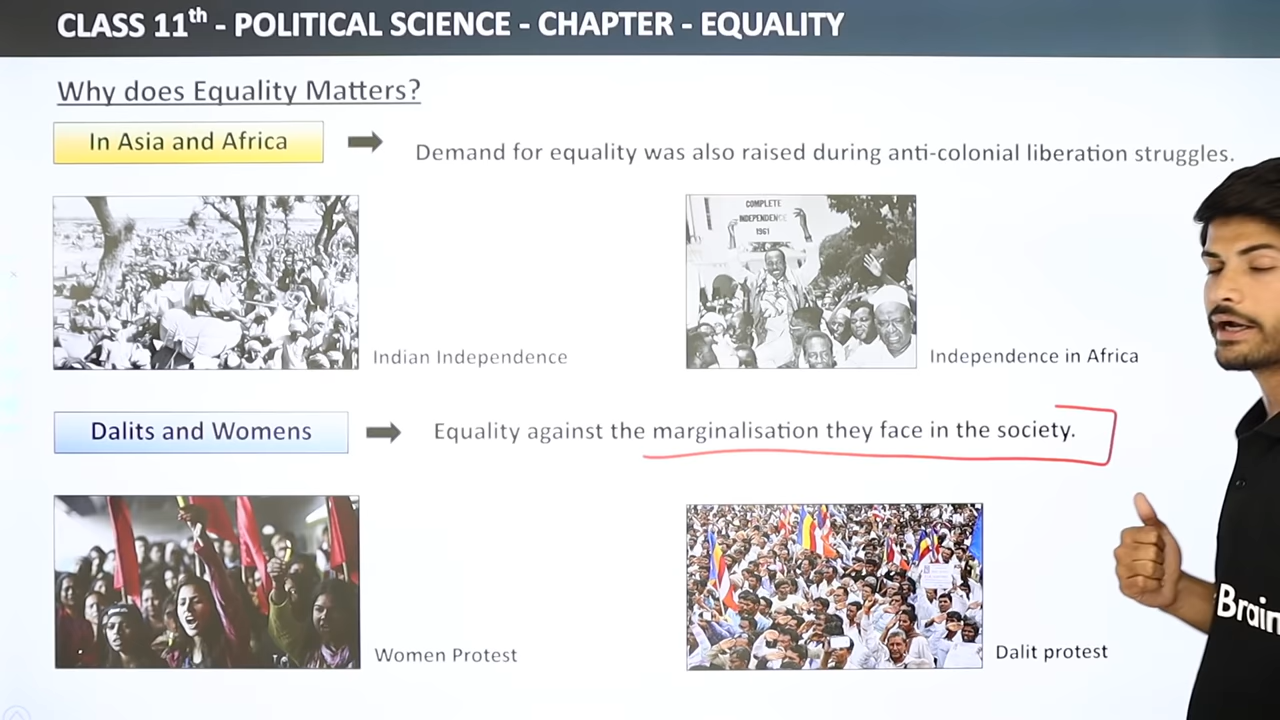 CLASS 11th - POLITICAL SCIENCE - CHAPTER - EQUALITY
Why does Equality Matters?
In Asia and Africa
Demand for equality was also raised during anti-colonial liberation struggles.
COMPLETE
INDEPENDENCE
1961
Indian Independence
Independence in Africa
Dalits and Womens
Equality against the marginalisation they face in the society.
Women Protest
Dalit protest
Brain